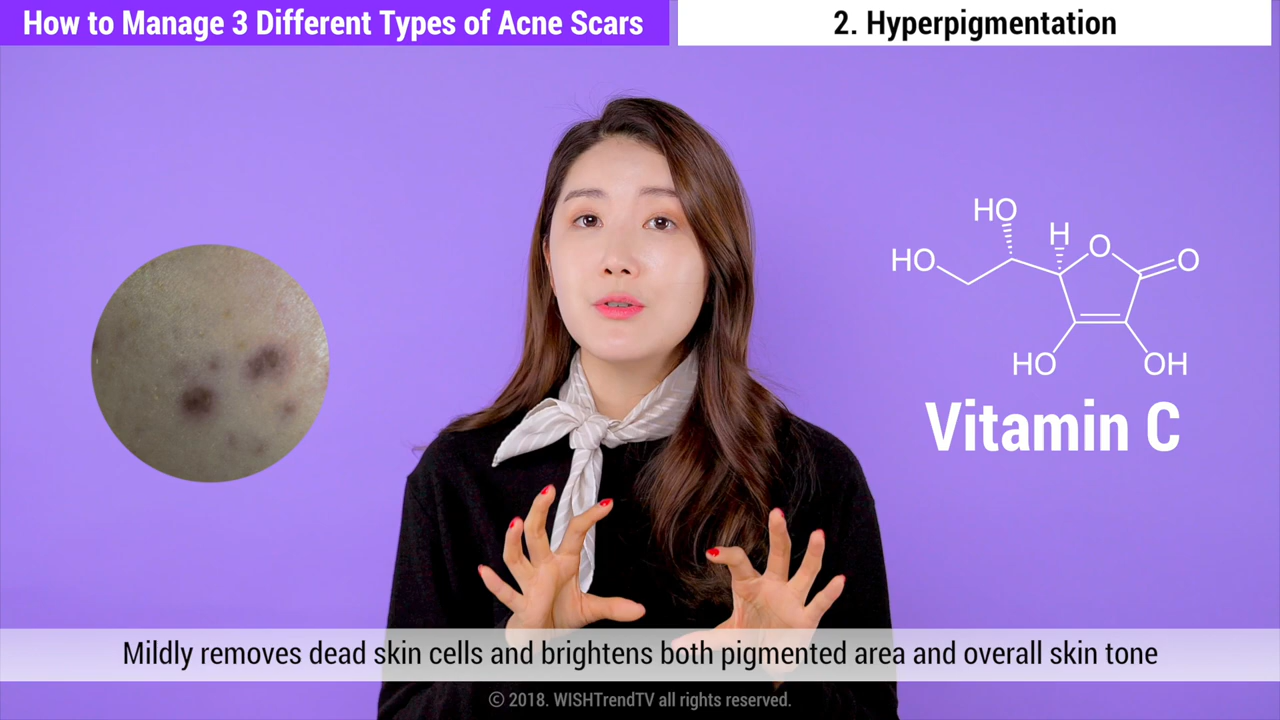 How to Manage 3 Different Types of Acne Scars
2. Hyperpigmentation
HO
H
O
HO
O
HO
OH
Vitamin C
Mildly removes dead skin cells and brightens both pigmented area and overall skin tone
© 2018. WISHTrendTV all rights reserved.